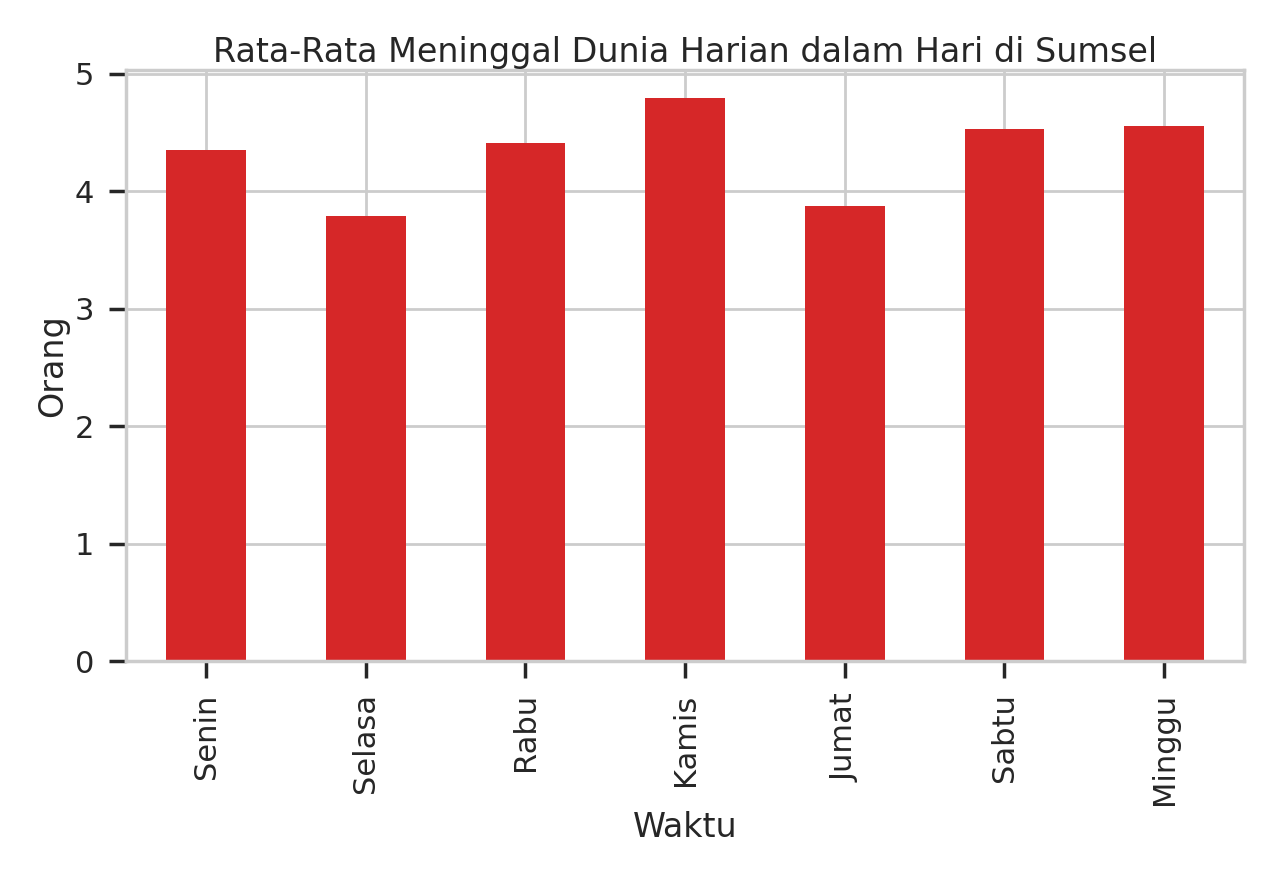 Rata-Rata Meninggal Dunia Harian dalam Hari di Sumsel
5
4
3
2
1
0
Orang
Senin
Selasa
Rabu
Kamis
Jumat
Sabtu
Minggu
Waktu